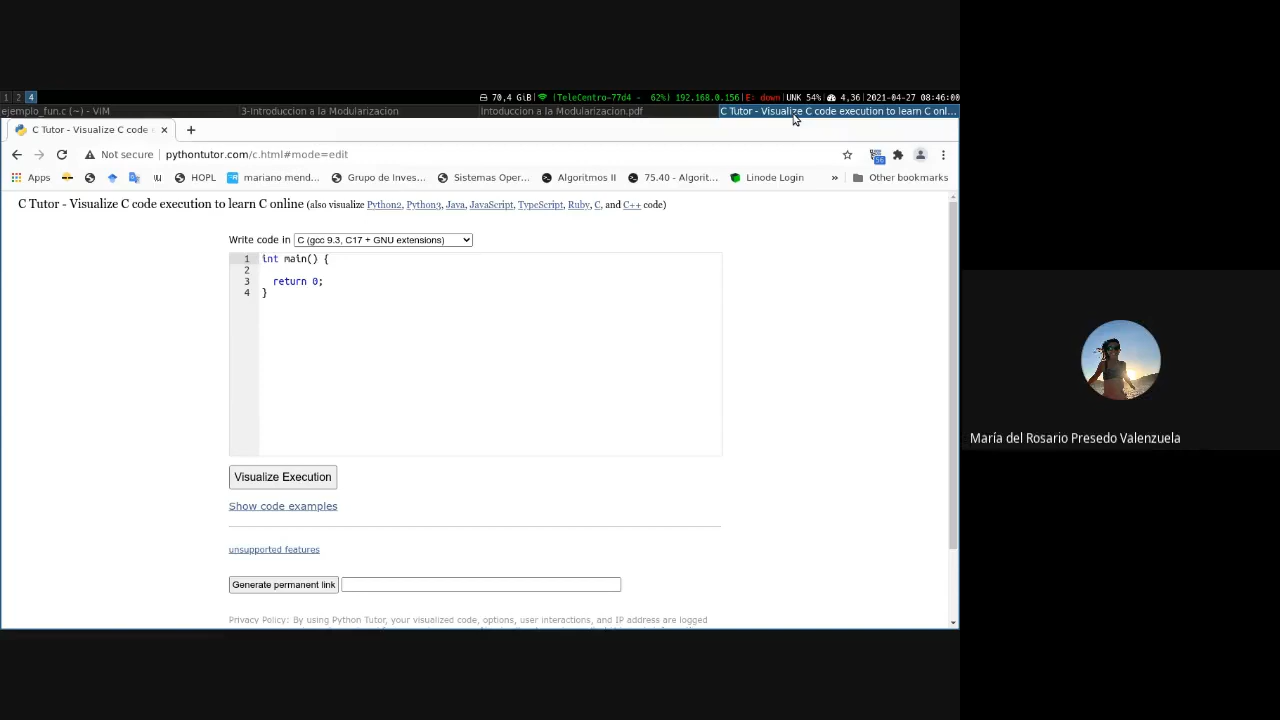 1 2 4 70,4 GiB| |TeleCentro-77d4 - 62%) 192.168.0.156|E: down|UNK 54%| 4,36|2021-04-27 08:46:00
ejemplo_fun.c (~) - VIM 3-Introduccion a la Modularizacion Intoduccion a la Modularizacion.pdf C Tutor - Visualize C code execution to learn C onl...
C Tutor - Visualize C code
Not secure pythontutor.com/c.html#mode=edit
Apps HOPL mariano mend... Grupo de Inves... Sistemas Oper... Algoritmos II 75.40 - Algorit... Linode Login » Other bookmarks
C Tutor - Visualize C code execution to learn C online (also visualize Python2, Python3, Java, JavaScript, TypeScript, Ruby, C, and C++ code)
Write code in C (gcc 9.3, C17 + GNU extensions)
1 int main() {
2
3 return 0;
4 }
Visualize Execution
Show code examples
unsupported features
Generate permanent link
Privacy Policy: By using Python Tutor, your visualized code, options, user interactions, and IP address are logged
María del Rosario Presedo Valenzuela